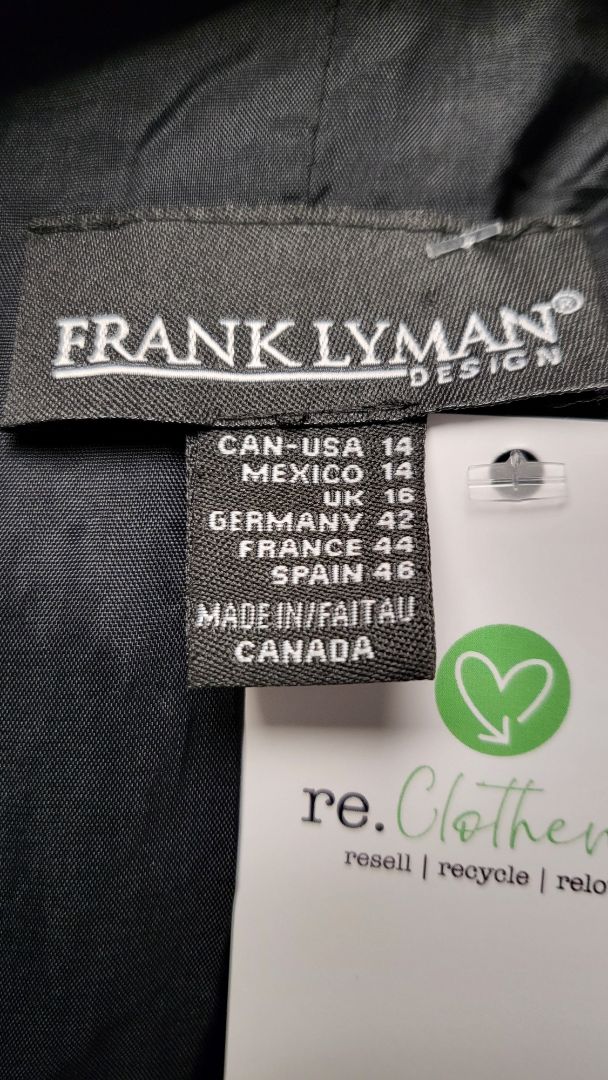 FRANK LYMAN®
DESIGN
CAN-USA 14
MEXICO 14
UK 16
GERMANY 42
FRANCE 44
SPAIN 46
MADE IN/FAIT AU
CANADA
re.
resell | recycle |